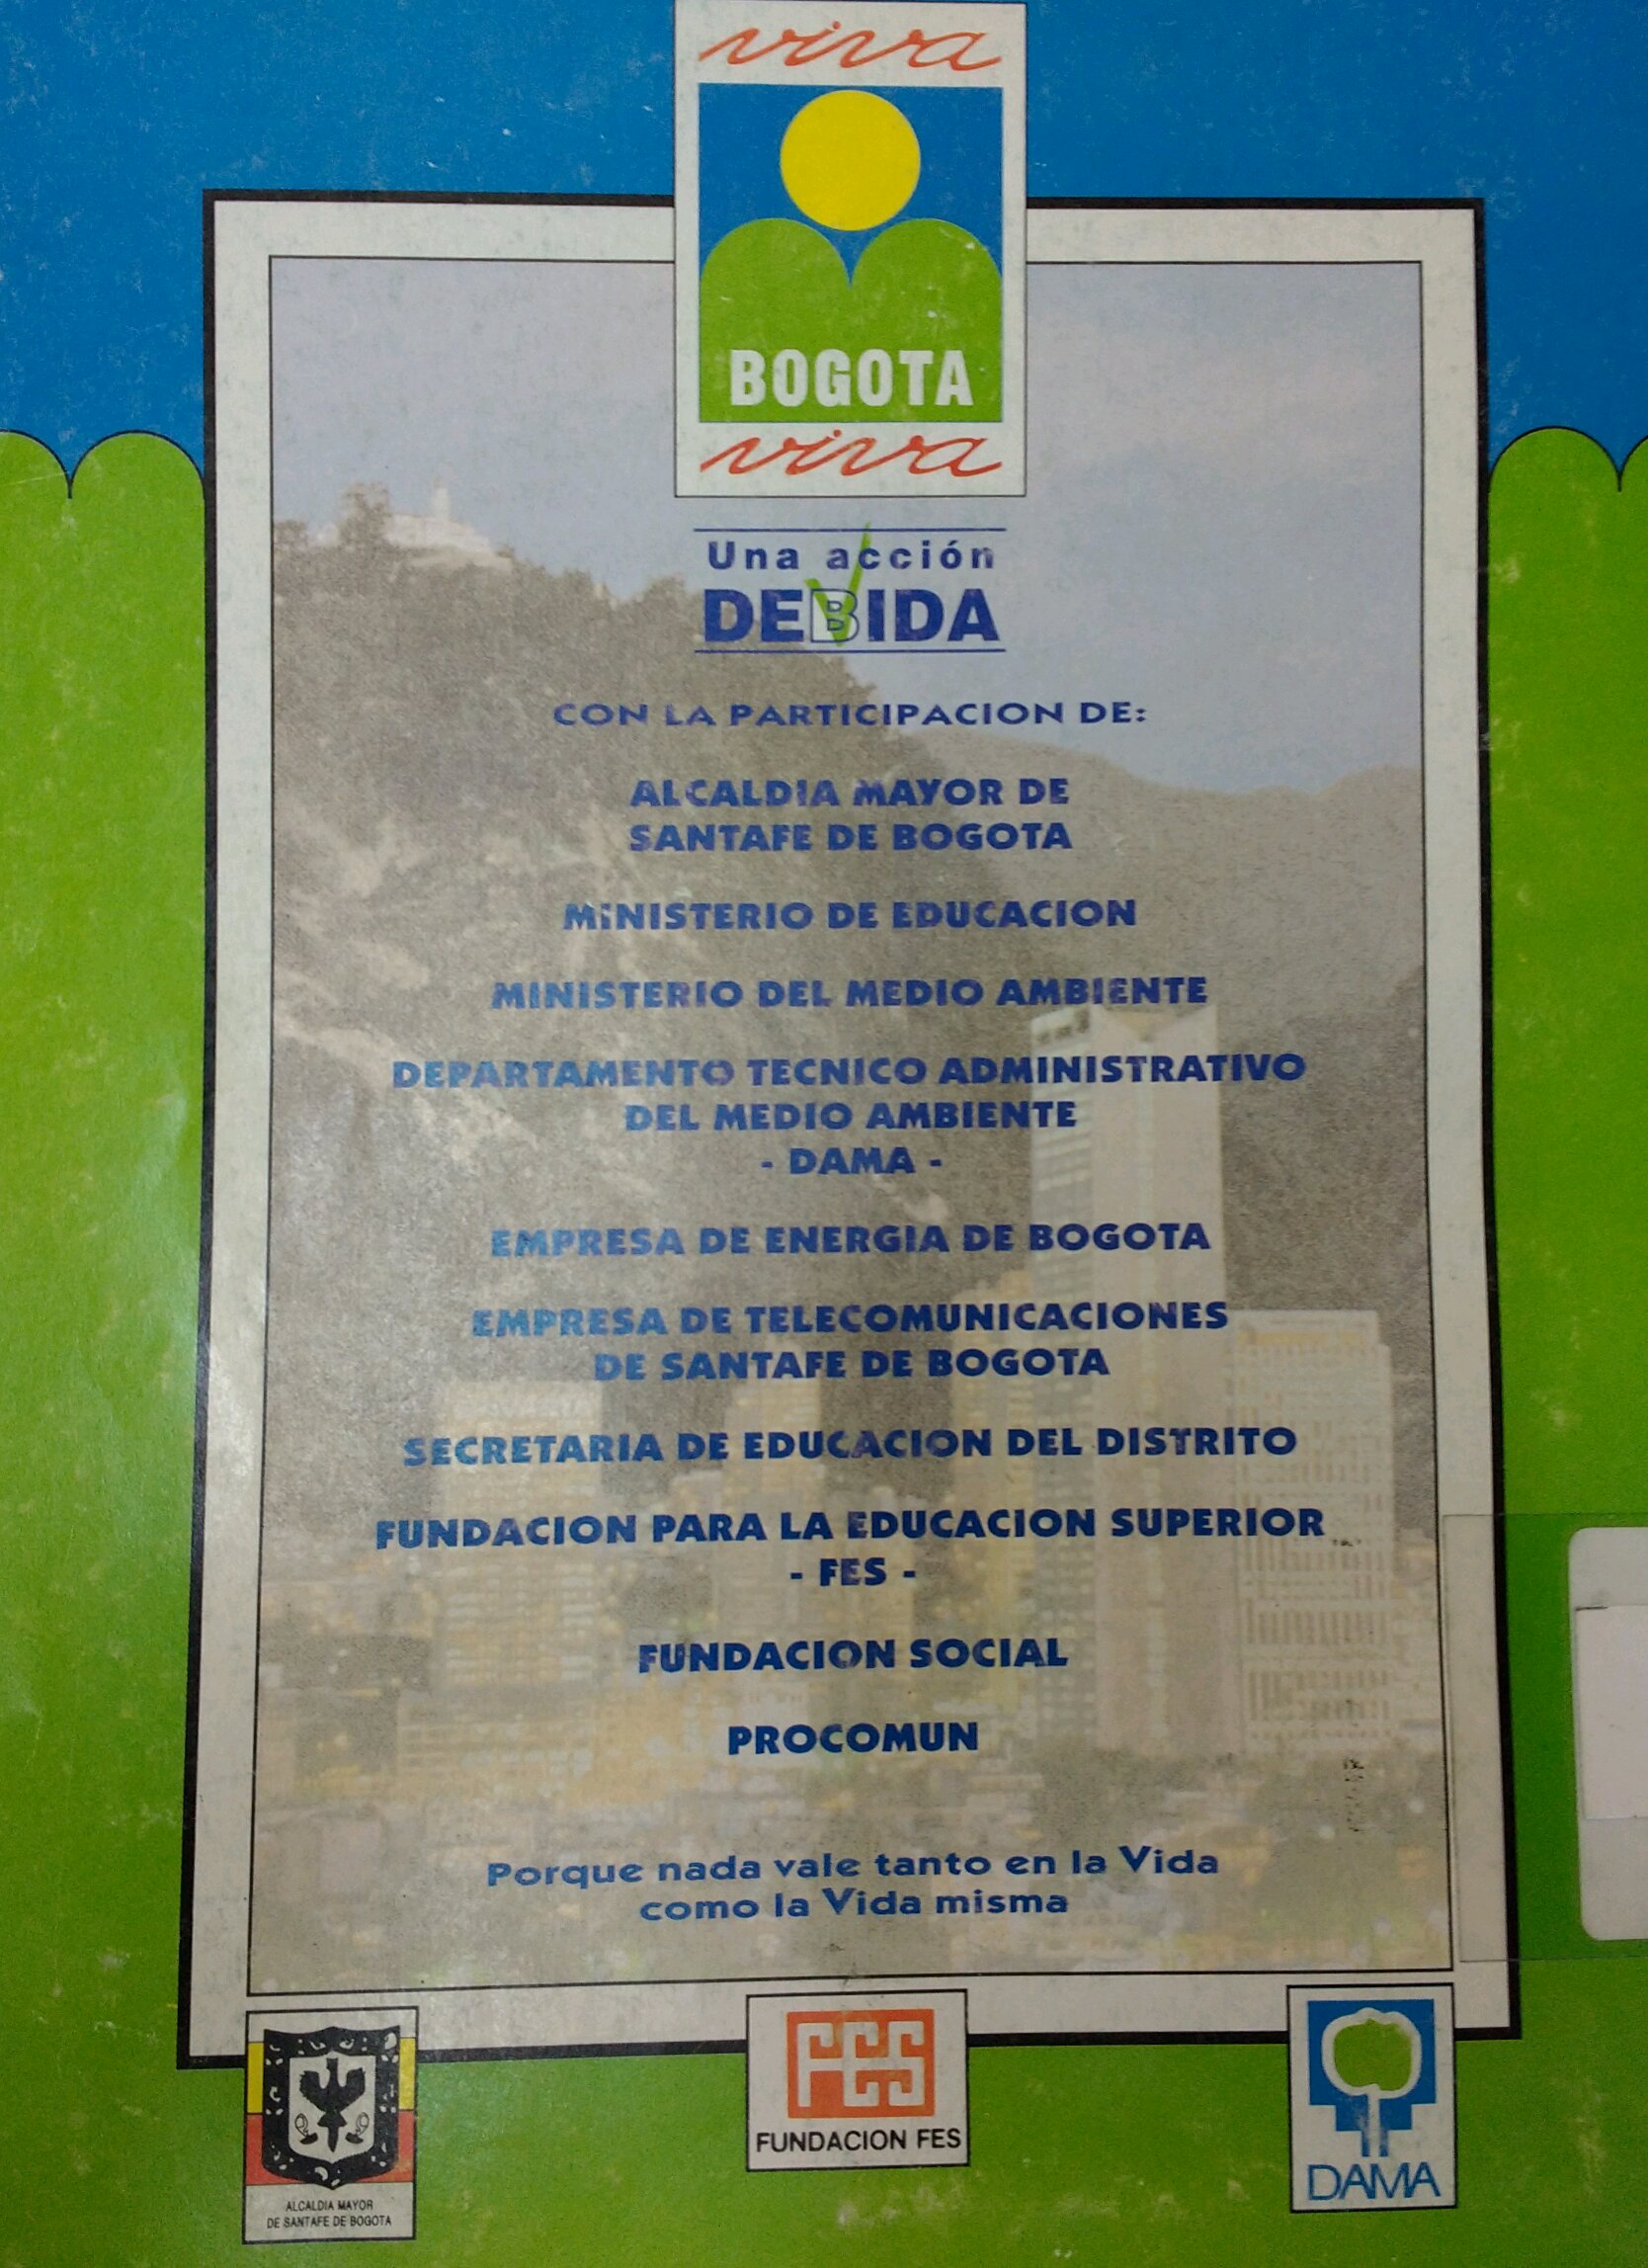 viva
BOGOTA
viva
Una acción
DEBIDA
CON LA PARTICIPACION DE:
ALCALDIA MAYOR DE
SANTAFE DE BOGOTA
MINISTERIO DE EDUCACION
MINISTERIO DEL MEDIO AMBIENTE
DEPARTAMENTO TECNICO ADMINISTRATIVO
DEL MEDIO AMBIENTE
- DAMA -
EMPRESA DE ENERGIA DE BOGOTA
EMPRESA DE TELECOMUNICACIONES
DE SANTAFE DE BOGOTA
SECRETARIA DE EDUCACION DEL DISTRITO
FUNDACION PARA LA EDUCACION SUPERIOR
- FES -
FUNDACION SOCIAL
PROCOMUN
Porque nada vale tanto en la Vida
como la Vida misma
ALCALDIA MAYOR
DE SANTAFE DE BOGOTA
FES
FUNDACION FES
DAMA